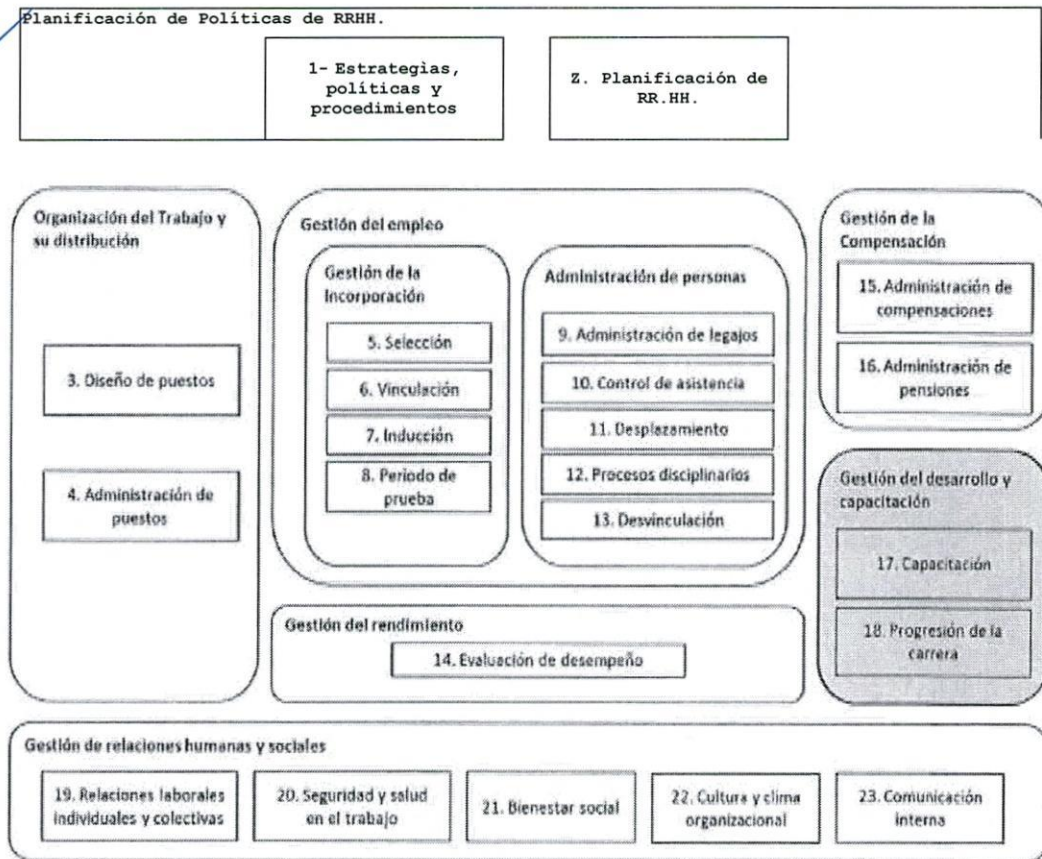 Planificación de Políticas de RRHH.
1- Estrategìas,
políticas y
procedimientos
Z. Planificación de
RR.HH.
Organización del Trabajo y
su distribución
3. Diseño de puestos
4. Administración de
puestos
Gestión del empleo
Gestión de la
Incorporación
5. Selección
6. Vinculación
7. Inducción
8. Periodo de
prueba
Administración de personas
9. Administración de legajos
10. Control de asistencia
11. Desplazamiento
12. Procesos disciplinarios
13. Desvinculación
Gestión de la
Compensación
15. Administración de
compensaciones
16. Administración de
pensiones
Gestión del desarrollo y
capacitación
17. Capacitación
18. Progresión de la
carrera
Gestión del rendimiento
14. Evaluación de desempeño
Gestión de relaciones humanas y sociales
19. Relaciones laborales
individuales y colectivas
20. Seguridad y salud
en el trabajo
21. Bienestar social
22. Cultura y clima
organizacional
23. Comunicación
interna